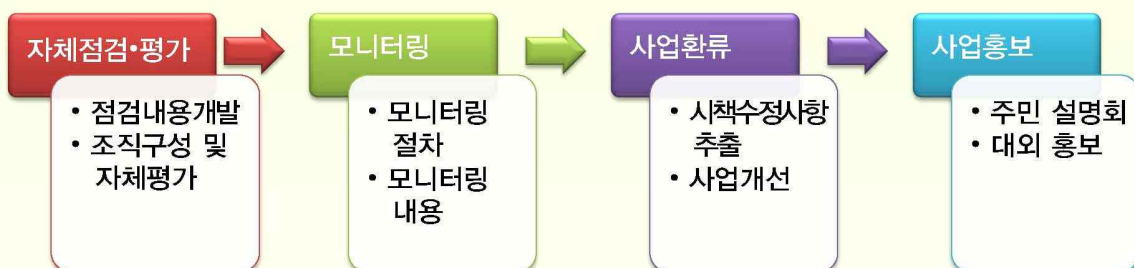 자체점검•평가
• 점검내용개발
• 조직구성 및
자체평가
모니터링
• 모니터링
절차
• 모니터링
내용
사업환류
• 시책수정사항
추출
• 사업개선
사업홍보
• 주민 설명회
• 대외 홍보